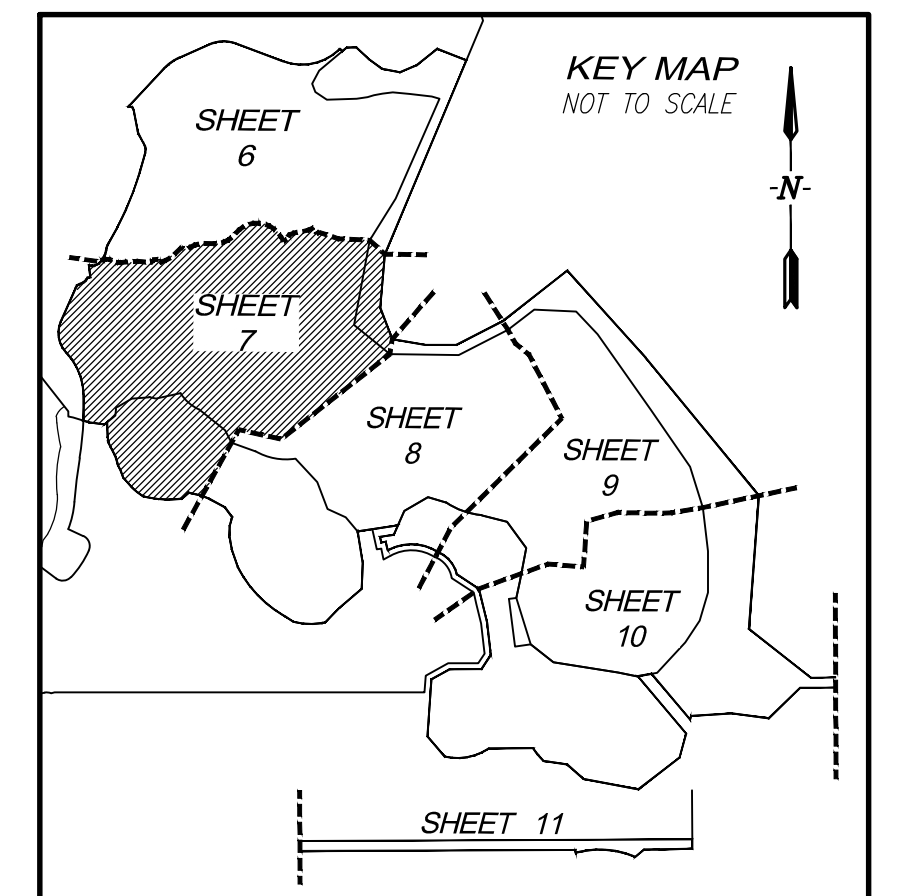 KEY MAP
NOT TO SCALE
SHEET
6
-N-
SHEET
7
SHEET
8
SHEET
9
SHEET
10
SHEET 11